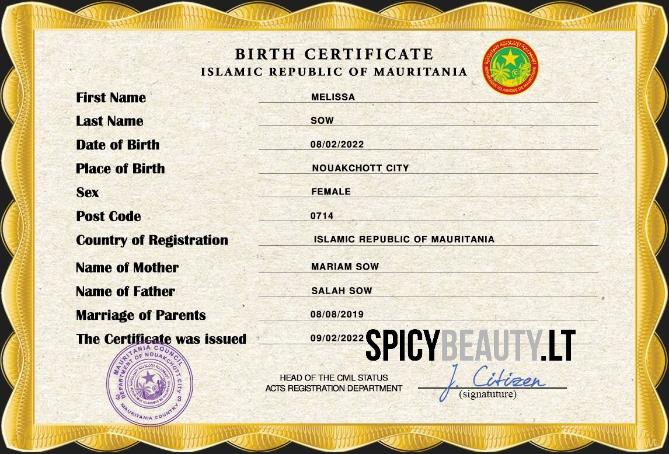 BIRTH CERTIFICATE
ISLAMIC REPUBLIC OF MAURITANIA
First Name MELISSA
Last Name SOW
Date of Birth 08/02/2022
Place of Birth NOUAKCHOTT CITY
Sex FEMALE
Post Code 0714
Country of Registration ISLAMIC REPUBLIC OF MAURITANIA
Name of Mother MARIAM SOW
Name of Father SALAH SOW
Marriage of Parents 08/08/2019
The Certificate was issued 09/02/2022
SPICYBEAUTY.LT
MAURITANIA COUNCIL
DEPARTMENT OF NOUAKCHOTT CITY
MAURITANIA COUNTRY
HEAD OF THE CIVIL STATUS
ACTS REGISTRATION DEPARTMENT
J. Citizen
(signatuture)